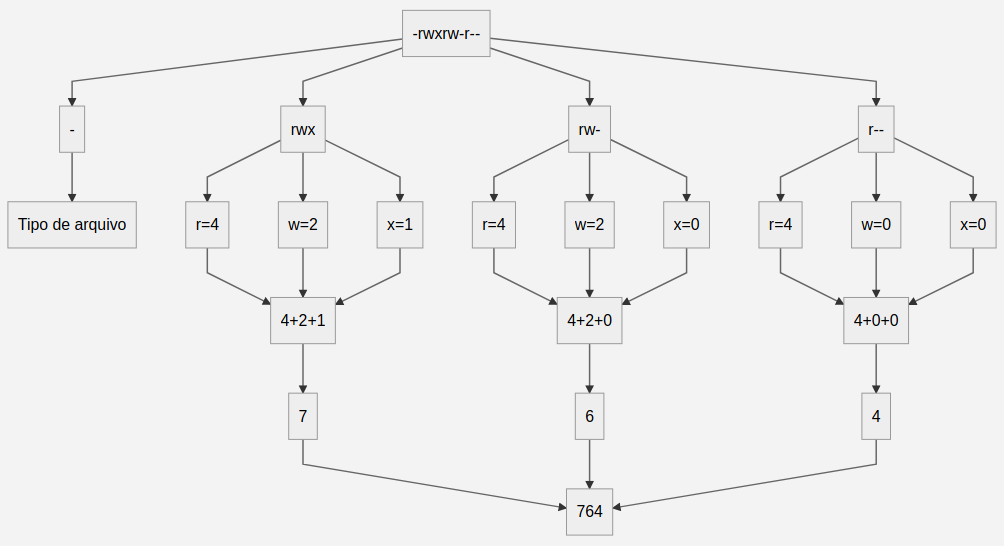 -rwxrw-r--
-
rwx
rw-
r--
Tipo de arquivo
r=4
w=2
x=1
r=4
w=2
x=0
r=4
w=0
x=0
4+2+1
4+2+0
4+0+0
7
6
4
764